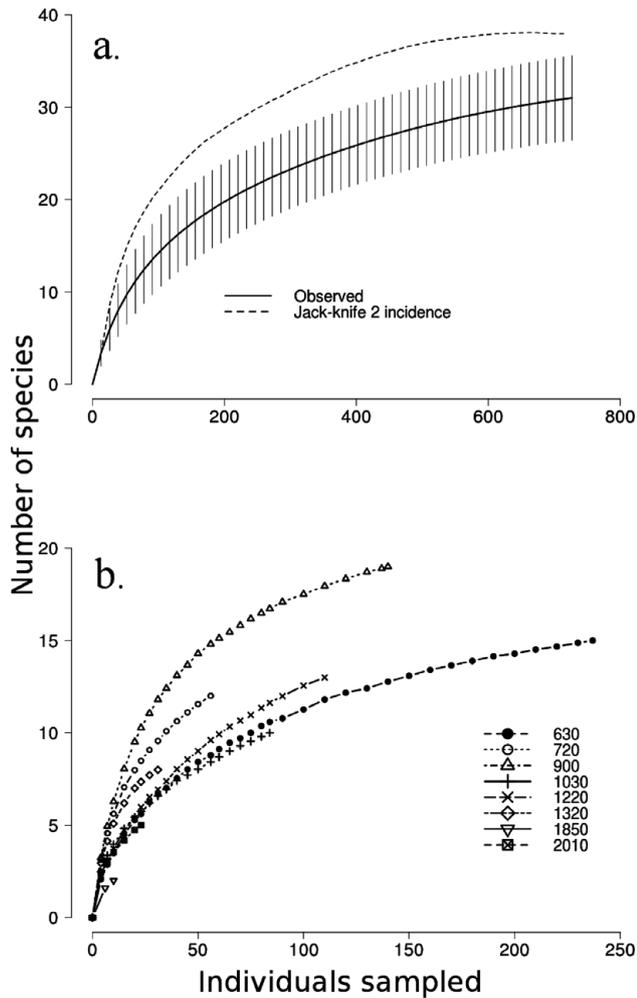 40
a.
30
20
10
0
Observed
Jack-knife 2 incidence
0 200 400 600 800
Number of species
20
b.
15
10
5
0
630
720
900
1030
1220
1320
1850
2010
0 50 100 150 200 250
Individuals sampled